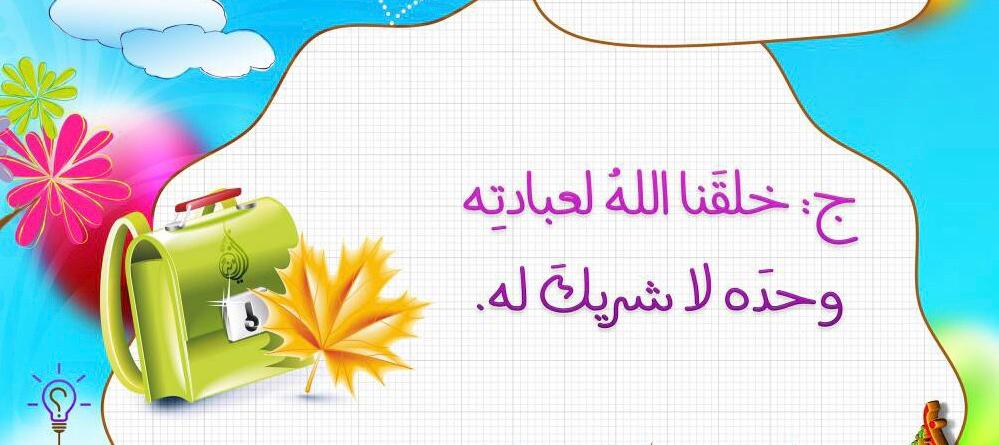 ج: خلقَنا اللهُ لعبادتِه
وحدَه لا شريكَ له.